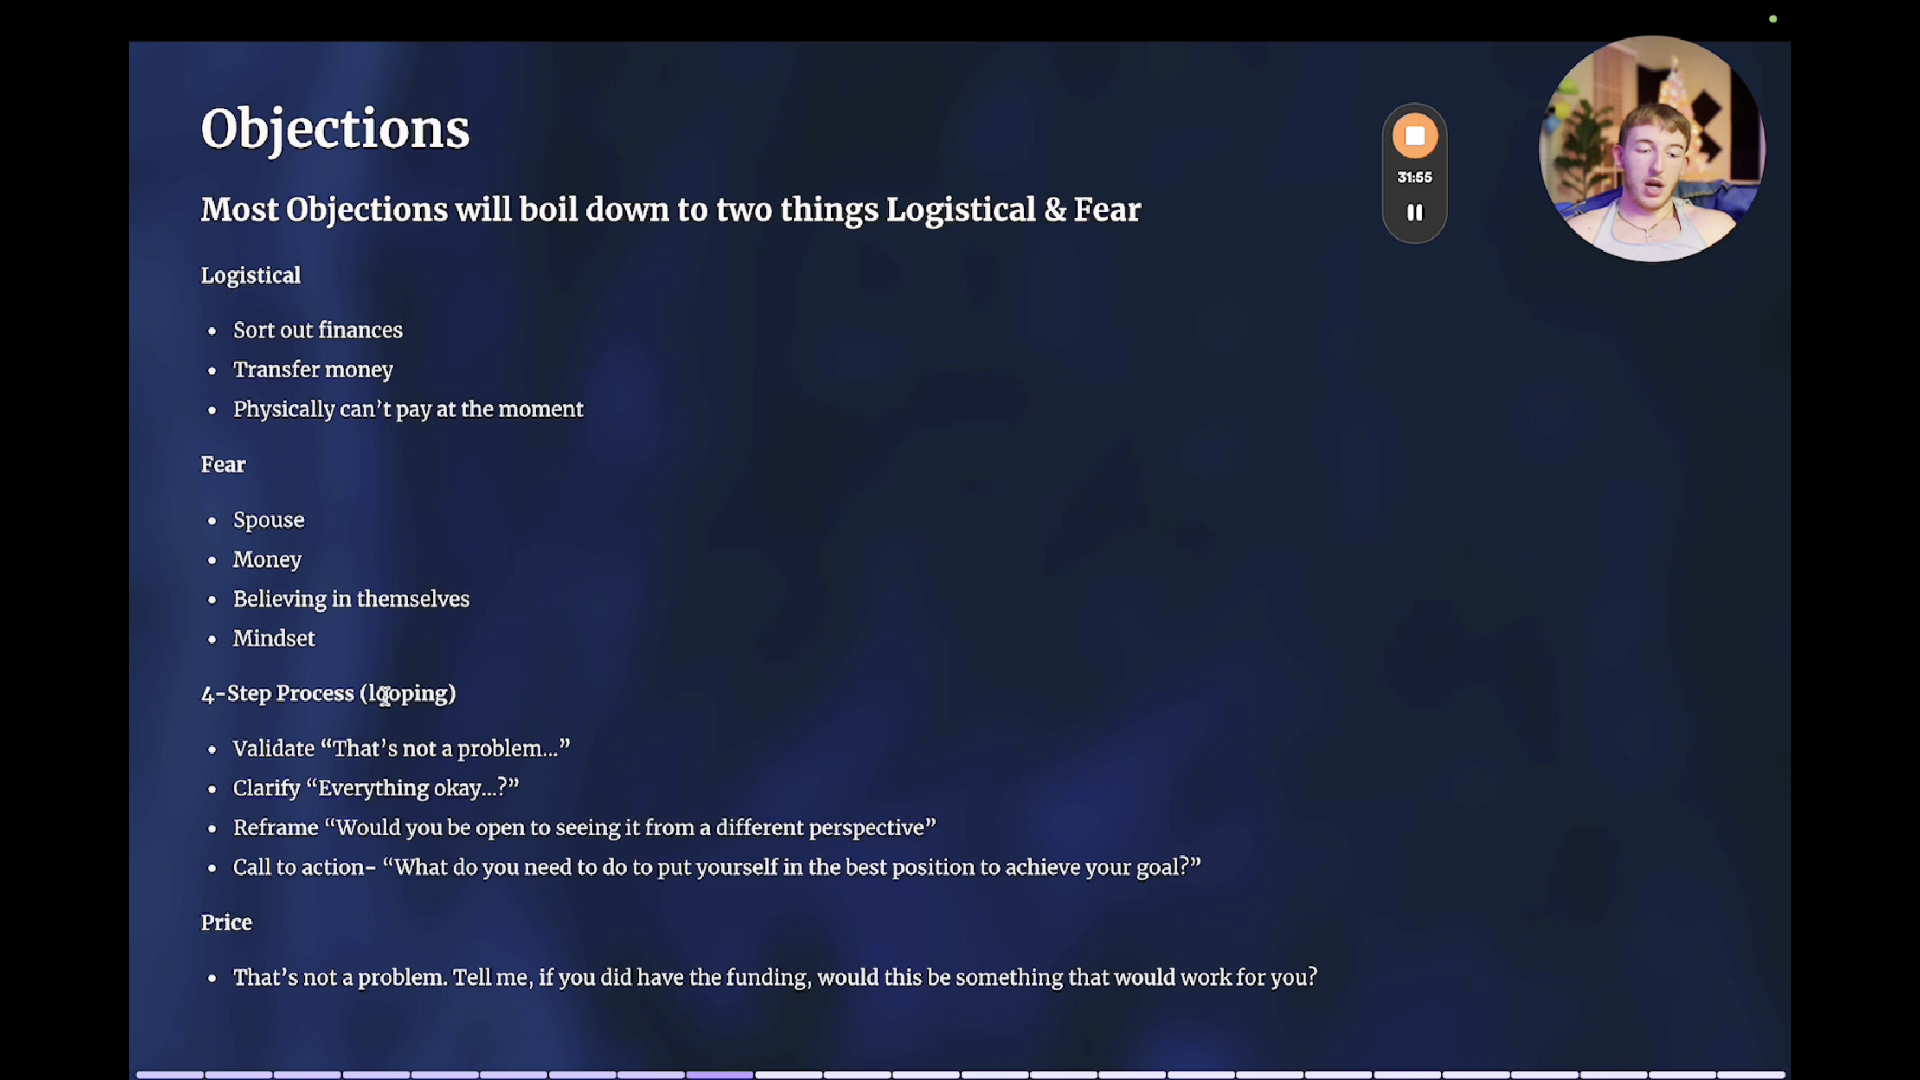 Objections
31:55
Most Objections will boil down to two things Logistical & Fear
Logistical
• Sort out finances
• Transfer money
• Physically can’t pay at the moment
Fear
• Spouse
• Money
• Believing in themselves
• Mindset
4-Step Process (looping)
• Validate “That’s not a problem...”
• Clarify “Everything okay...?”
• Reframe “Would you be open to seeing it from a different perspective”
• Call to action- “What do you need to do to put yourself in the best position to achieve your goal?”
Price
• That’s not a problem. Tell me, if you did have the funding, would this be something that would work for you?